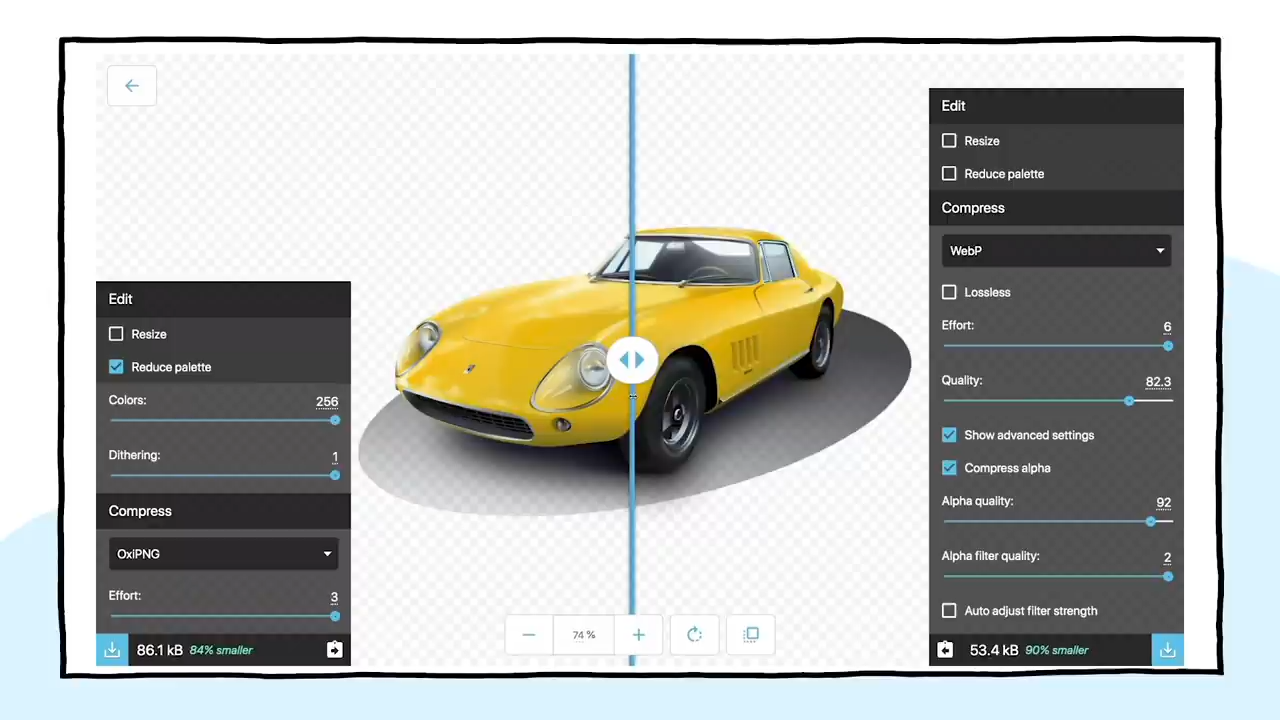 Edit
Resize
Reduce palette
Colors: 256
Dithering: 1
Compress
OxiPNG
Effort: 3
86.1 kB 84% smaller
74 %
Edit
Resize
Reduce palette
Compress
WebP
Lossless
Effort: 6
Quality: 82.3
Show advanced settings
Compress alpha
Alpha quality: 92
Alpha filter quality: 2
Auto adjust filter strength
53.4 kB 90% smaller